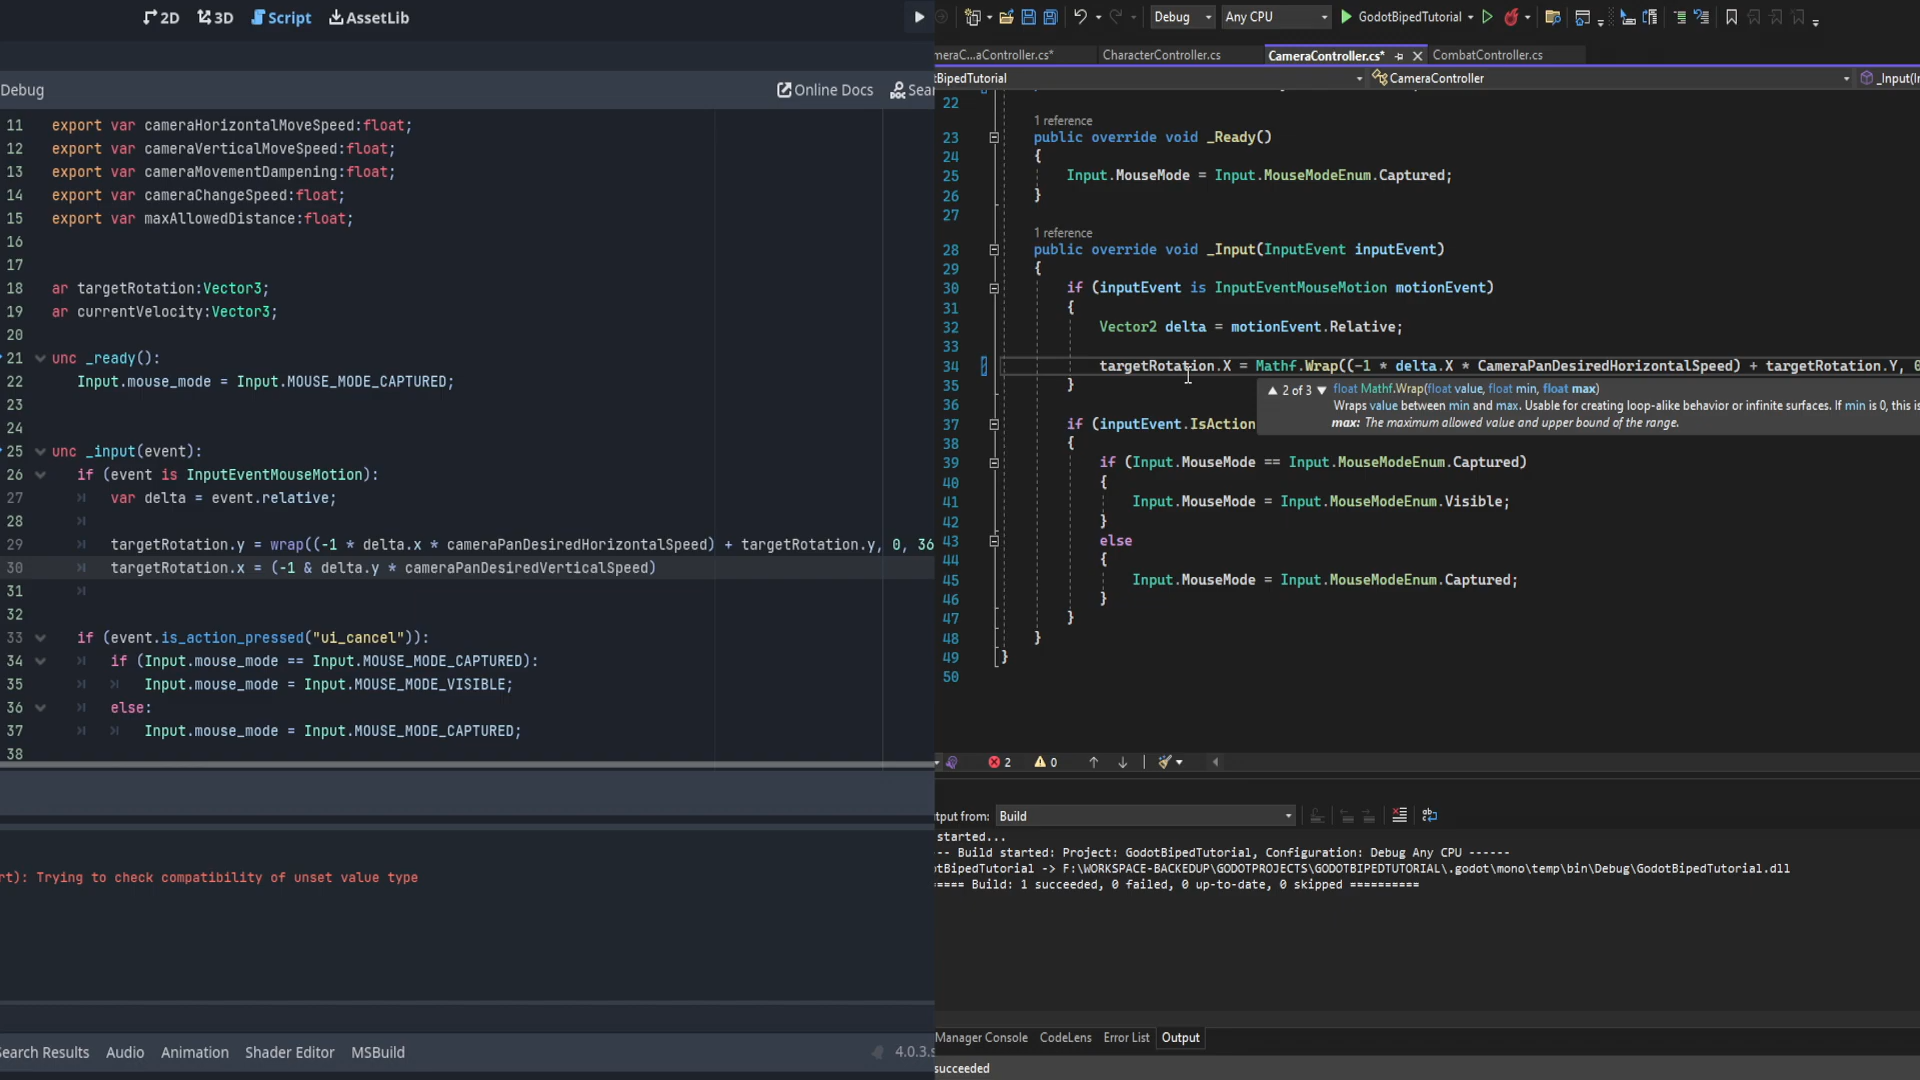 2D 3D Script AssetLib
Debug
Online Docs
Sear
11 export var cameraHorizontalMoveSpeed:float;
12 export var cameraVerticalMoveSpeed:float;
13 export var cameraMovementDampening:float;
14 export var cameraChangeSpeed:float;
15 export var maxAllowedDistance:float;
16
17
18 ar targetRotation:Vector3;
19 ar currentVelocity:Vector3;
20
21 unc _ready():
22 Input.mouse_mode = Input.MOUSE_MODE_CAPTURED;
23
24
25 unc _input(event):
26 if (event is InputEventMouseMotion):
27 var delta = event.relative;
28
29 targetRotation.y = wrap((-1 * delta.x * cameraPanDesiredHorizontalSpeed) + targetRotation.y, 0, 36
30 targetRotation.x = (-1 & delta.y * cameraPanDesiredVerticalSpeed)
31
32
33 if (event.is_action_pressed("ui_cancel")):
34 if (Input.mouse_mode == Input.MOUSE_MODE_CAPTURED):
35 Input.mouse_mode = Input.MOUSE_MODE_VISIBLE;
36 else:
37 Input.mouse_mode = Input.MOUSE_MODE_CAPTURED;
38
rt): Trying to check compatibility of unset value type
earch Results Audio Animation Shader Editor MSBuild
4.0.3.s
Debug Any CPU GodotBipedTutorial
meraC...aController.cs* CharacterController.cs CameraController.cs* CombatController.cs
tBipedTutorial CameraController _Input(In
22
1 reference
23 public override void _Ready()
24 {
25 Input.MouseMode = Input.MouseModeEnum.Captured;
26 }
27
1 reference
28 public override void _Input(InputEvent inputEvent)
29 {
30 if (inputEvent is InputEventMouseMotion motionEvent)
31 {
32 Vector2 delta = motionEvent.Relative;
33
34 targetRotation.X = Mathf.Wrap((-1 * delta.X * CameraPanDesiredHorizontalSpeed) + targetRotation.Y, 0
35 }
▲ 2 of 3 ▼ float Mathf.Wrap(float value, float min, float max)
Wraps value between min and max. Usable for creating loop-alike behavior or infinite surfaces. If min is 0, this is
max: The maximum allowed value and upper bound of the range.
36
37 if (inputEvent.IsAction
38 {
39 if (Input.MouseMode == Input.MouseModeEnum.Captured)
40 {
41 Input.MouseMode = Input.MouseModeEnum.Visible;
42 }
43 else
44 {
45 Input.MouseMode = Input.MouseModeEnum.Captured;
46 }
47 }
48 }
49 }
50
2 0
tput from: Build
started...
-- Build started: Project: GodotBipedTutorial, Configuration: Debug Any CPU ------
dotBipedTutorial -> F:\WORKSPACE-BACKEDUP\GODOTPROJECTS\GODOTBIPEDTUTORIAL\.godot\mono\temp\bin\Debug\GodotBipedTutorial.dll
===== Build: 1 succeeded, 0 failed, 0 up-to-date, 0 skipped ==========
Manager Console CodeLens Error List Output
succeeded